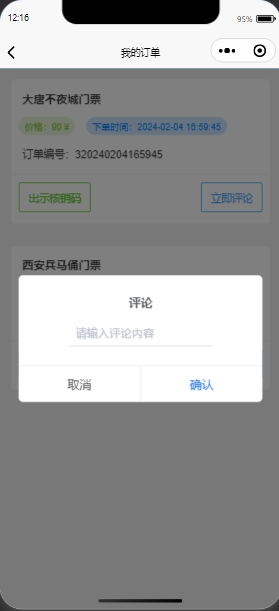 12:16
95%
我的订单
大唐不夜城门票
价格：90 ¥
下单时间：2024-02-04 16:59:45
订单编号：320240204165945
出示核销码
立即评论
西安兵马俑门票
评论
请输入评论内容
取消
确认